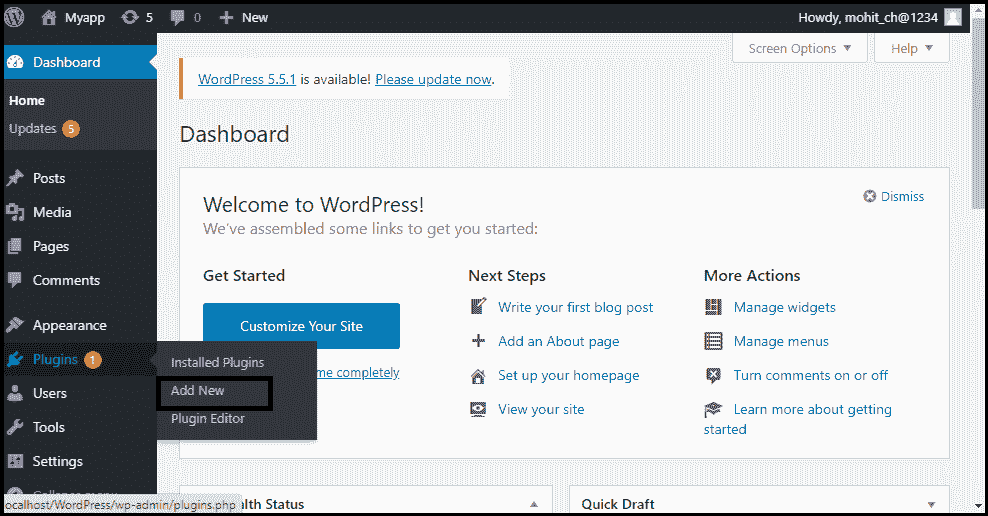 Myapp 5 0 New Howdy, mohit_ch@1234
Dashboard
Home
Updates 5
Posts
Media
Pages
Comments
Appearance
Plugins 1
Users
Tools
Settings
Installed Plugins
Add New
Plugin Editor
Screen Options Help
WordPress 5.5.1 is available! Please update now.
Dashboard
Welcome to WordPress!
We've assembled some links to get you started:
Dismiss
Get Started
Customize Your Site
me completely
Next Steps
Write your first blog post
Add an About page
Set up your homepage
View your site
More Actions
Manage widgets
Manage menus
Turn comments on or off
Learn more about getting
started
alth Status
Quick Draft
ocalhost/WordPress/wp-admin/plugins.php